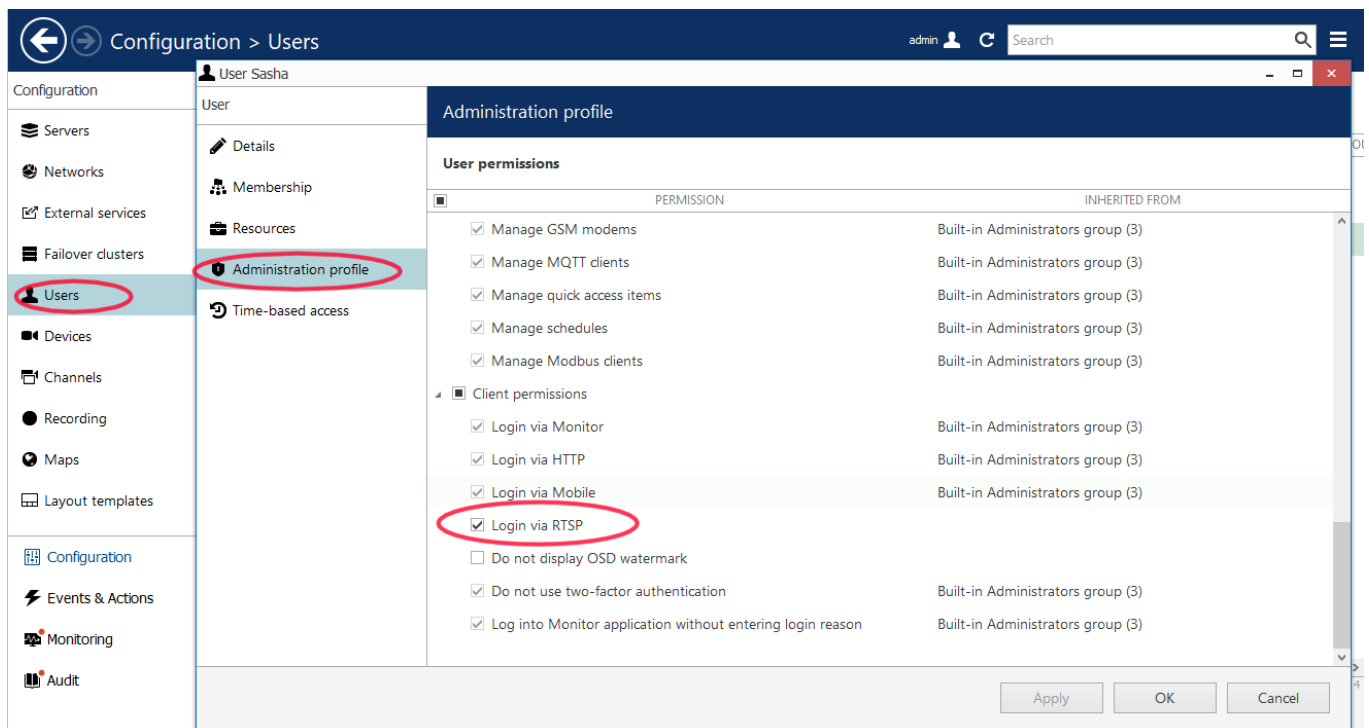 Configuration > Users
admin
Search
User Sasha
Configuration
Servers
Networks
External services
Failover clusters
Users
Devices
Channels
Recording
Maps
Layout templates
Configuration
Events & Actions
Monitoring
Audit
User
Details
Membership
Resources
Administration profile
Time-based access
Administration profile
User permissions
PERMISSION INHERITED FROM
Manage GSM modems Built-in Administrators group (3)
Manage MQTT clients Built-in Administrators group (3)
Manage quick access items Built-in Administrators group (3)
Manage schedules Built-in Administrators group (3)
Manage Modbus clients Built-in Administrators group (3)
Client permissions
Login via Monitor Built-in Administrators group (3)
Login via HTTP Built-in Administrators group (3)
Login via Mobile Built-in Administrators group (3)
Login via RTSP
Do not display OSD watermark
Do not use two-factor authentication Built-in Administrators group (3)
Log into Monitor application without entering login reason Built-in Administrators group (3)
Apply OK Cancel